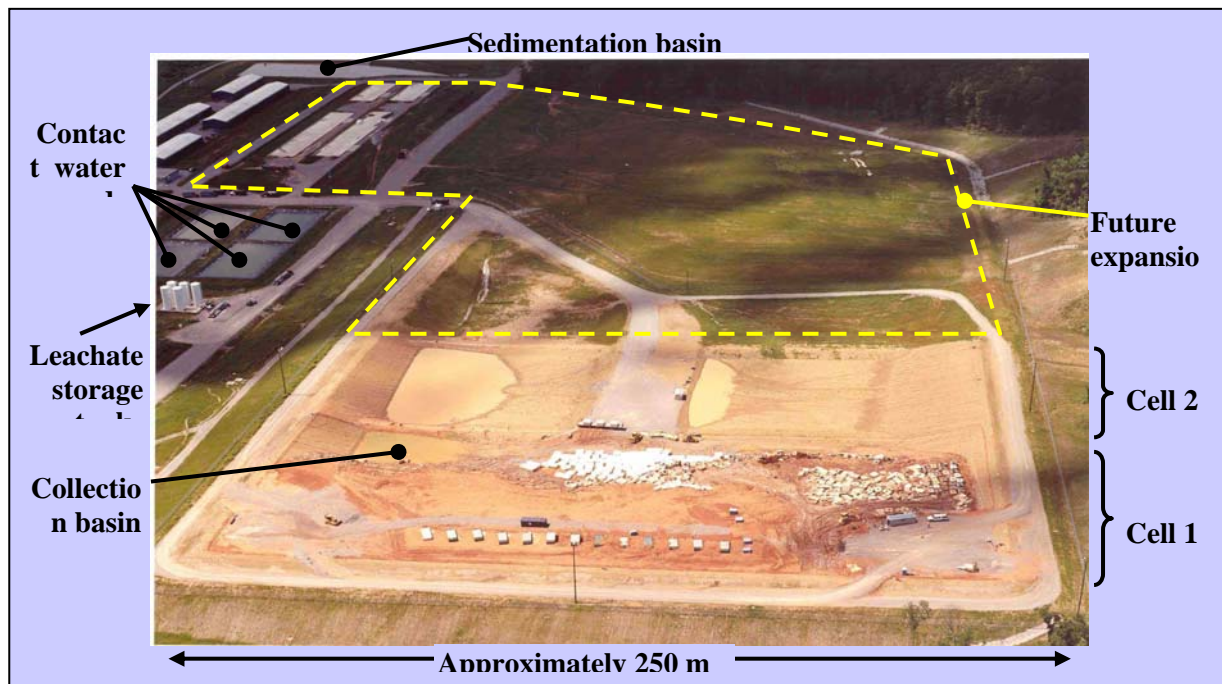 Sedimentation basin
Contac
t water
Future
expansio
Leachate
storage
Cell 2
Collectio
n basin
Cell 1
Approximately 250 m